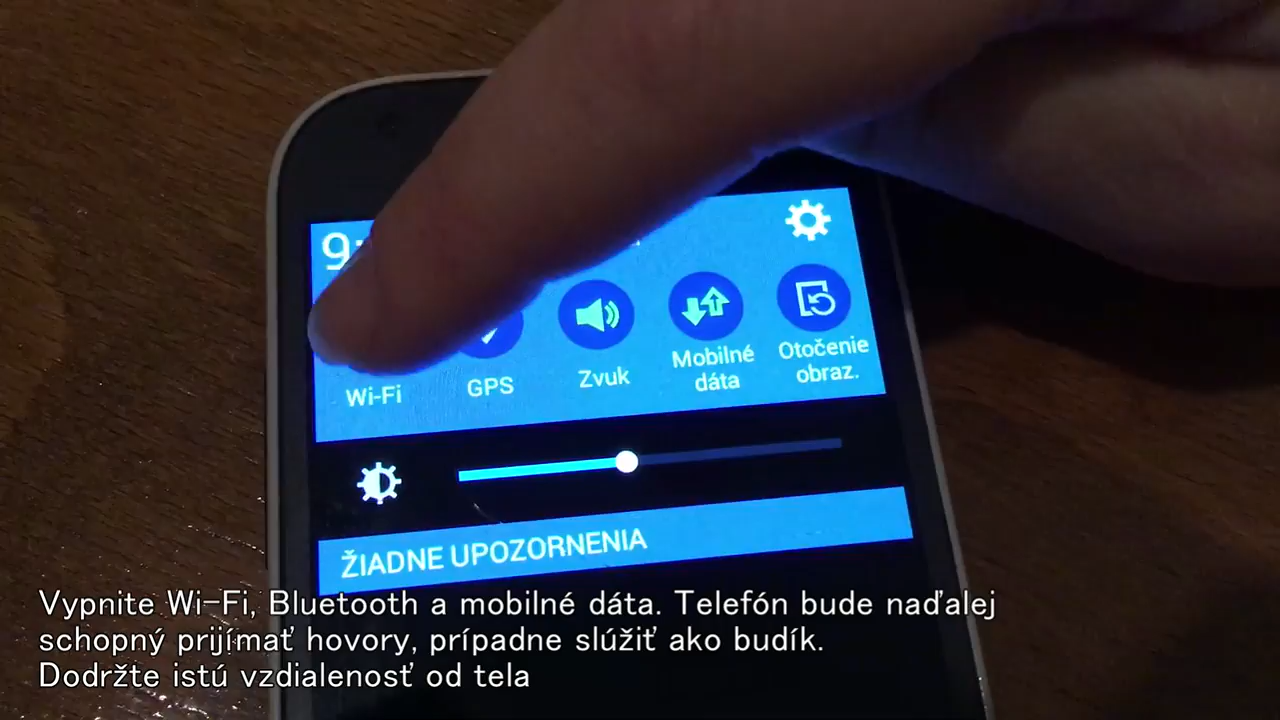 9:
Wi-Fi
GPS
Zvuk
Mobilné
dáta
Otočenie
obraz.
ŽIADNE UPOZORNENIA
Vypnite Wi-Fi, Bluetooth a mobilné dáta. Telefón bude naďalej
schopný prijímať hovory, prípadne slúžiť ako budík.
Dodržte istú vzdialenosť od tela